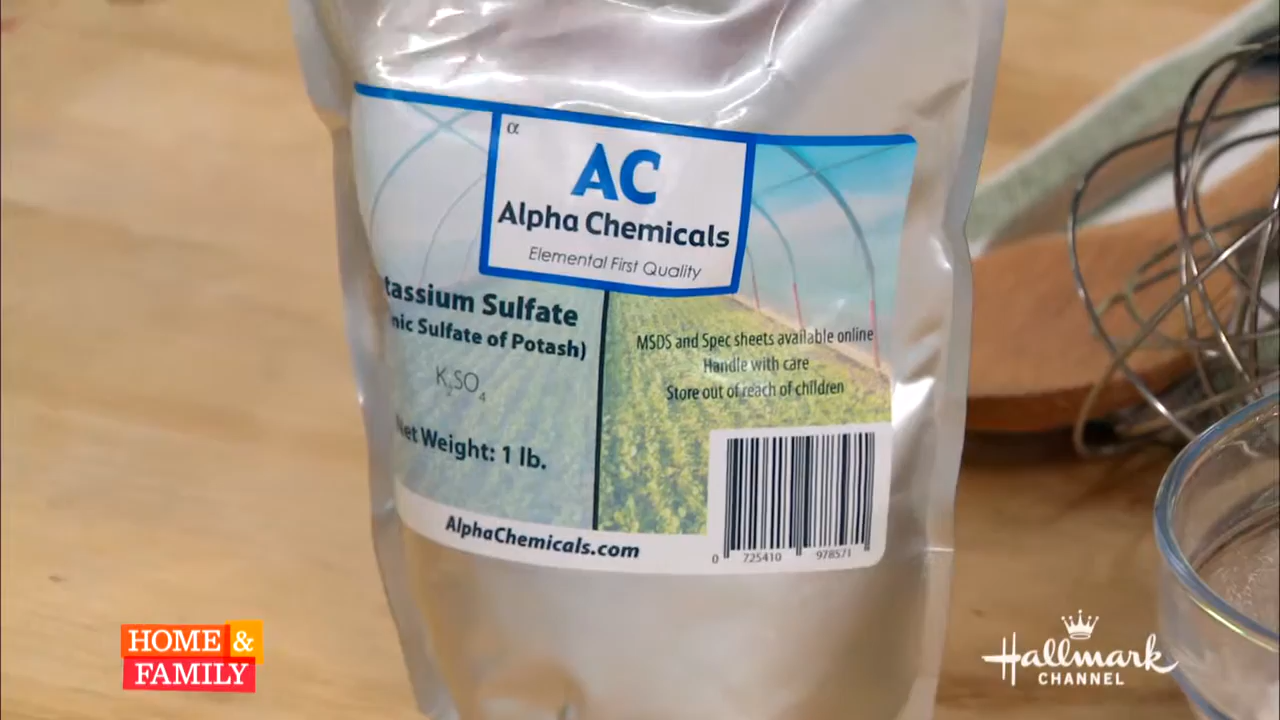 α
AC
Alpha Chemicals
Elemental First Quality
tassium Sulfate
nic Sulfate of Potash)
K2SO4
et Weight: 1 lb.
MSDS and Spec sheets available online
Handle with care
Store out of reach of children
AlphaChemicals.com
0 725410 978571
HOME &
FAMILY
Hallmark
CHANNEL